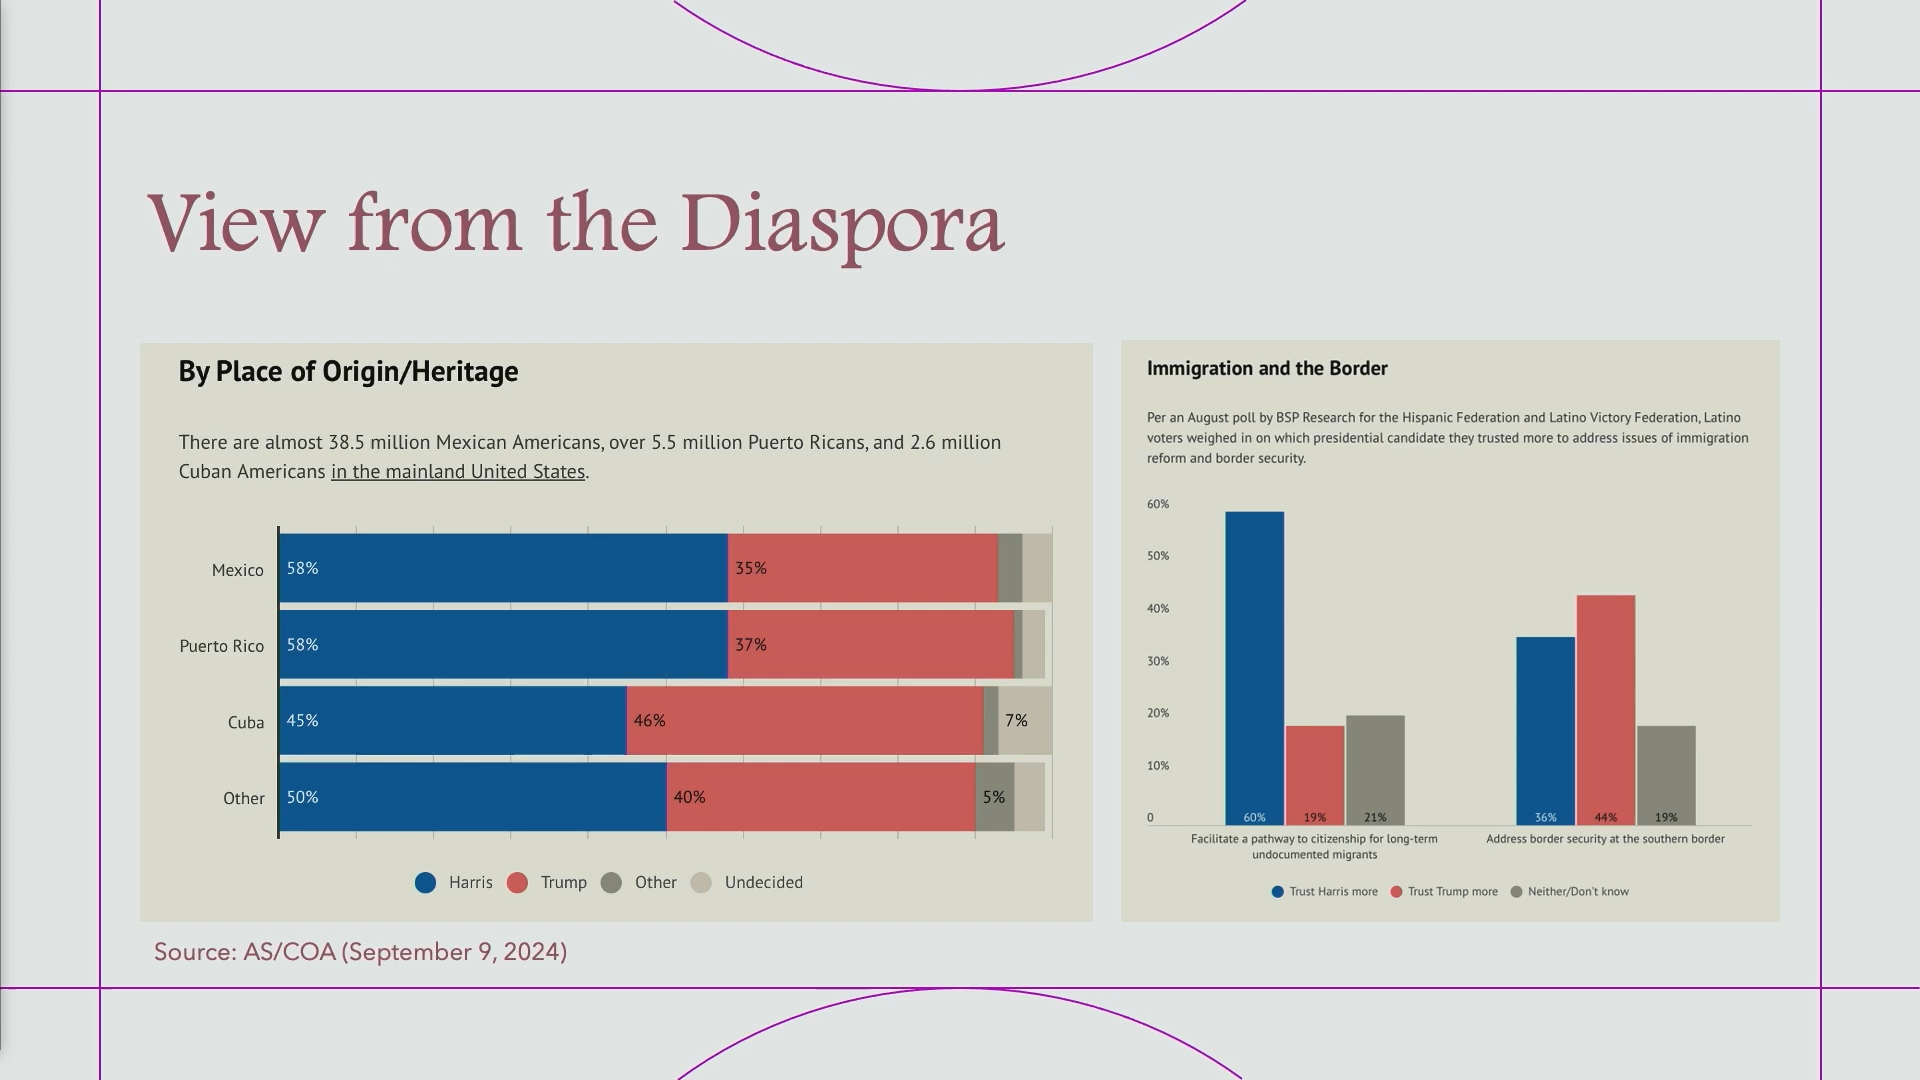 View from the Diaspora
By Place of Origin/Heritage
There are almost 38.5 million Mexican Americans, over 5.5 million Puerto Ricans, and 2.6 million
Cuban Americans in the mainland United States.
Mexico
58%
35%
Puerto Rico
58%
37%
Cuba
45%
46%
7%
Other
50%
40%
5%
Harris
Trump
Other
Undecided
Immigration and the Border
Per an August poll by BSP Research for the Hispanic Federation and Latino Victory Federation, Latino
voters weighed in on which presidential candidate they trusted more to address issues of immigration
reform and border security.
60%
50%
40%
30%
20%
10%
0
60%
19%
21%
36%
44%
19%
Facilitate a pathway to citizenship for long-term
undocumented migrants
Address border security at the southern border
Trust Harris more
Trust Trump more
Neither/Don't know
Source: AS/COA (September 9, 2024)